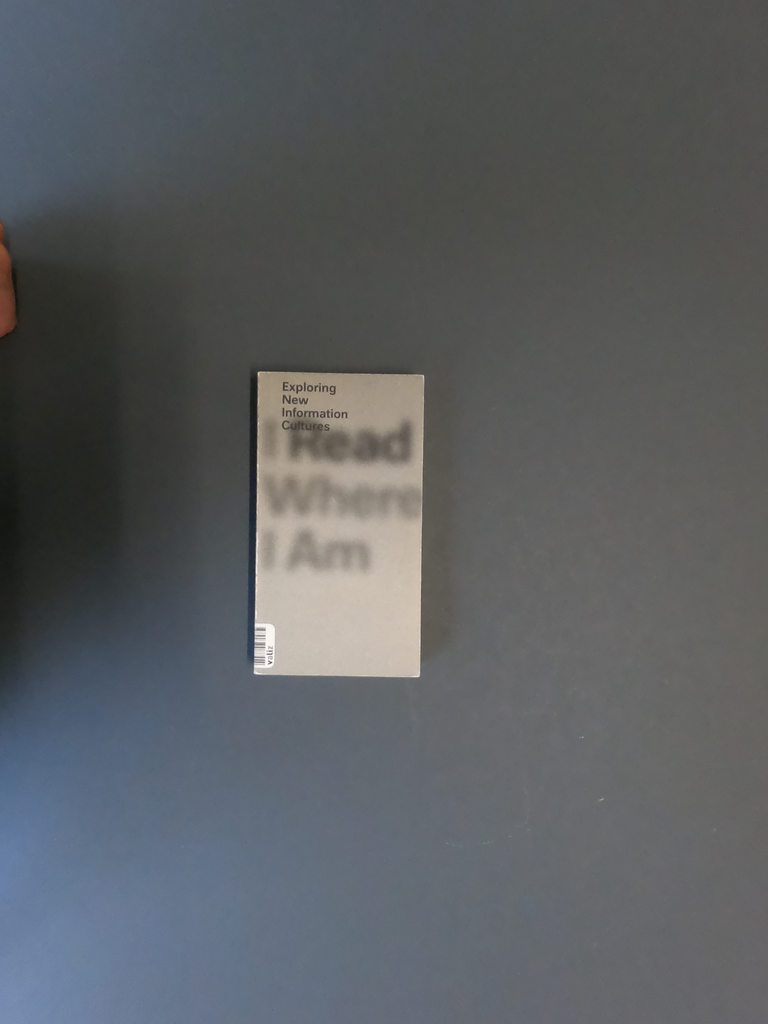 Exploring
New
Information
Cultures
I Read
Where
I Am
valiz